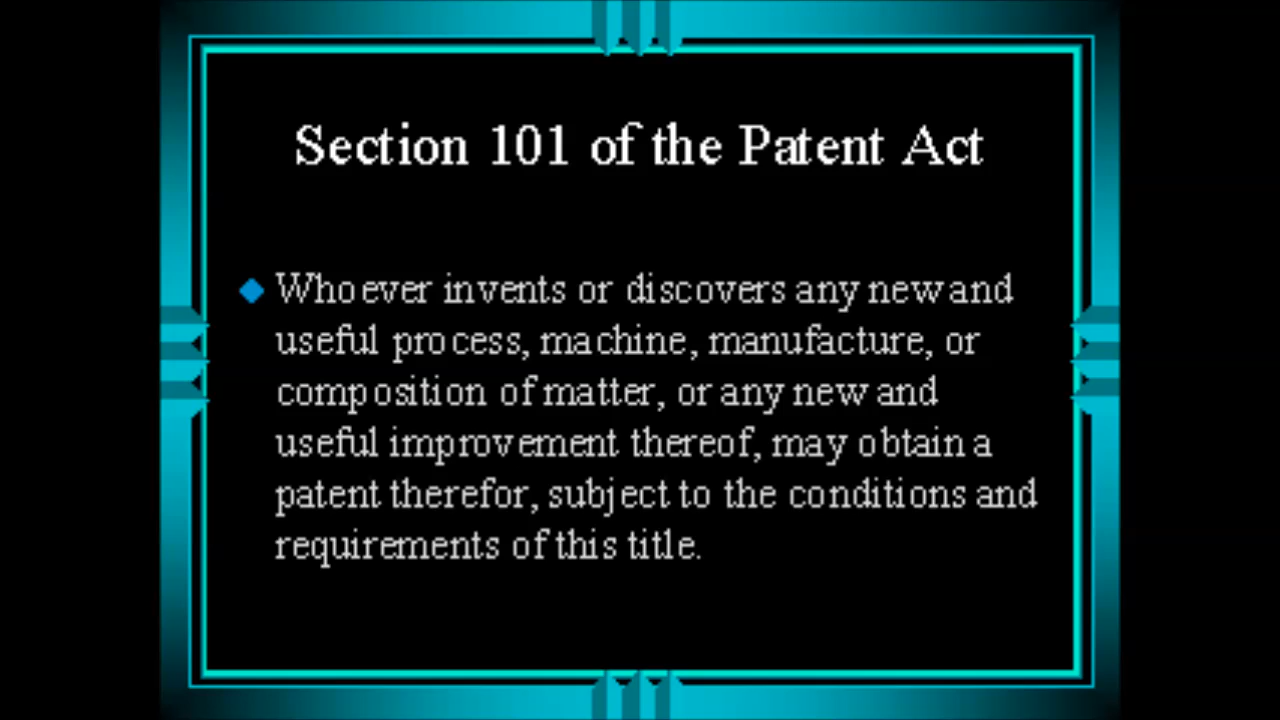 Section 101 of the Patent Act
Whoever invents or discovers any new and
useful process, machine, manufacture, or
composition of matter, or any new and
useful improvement thereof, may obtain a
patent therefor, subject to the conditions and
requirements of this title.